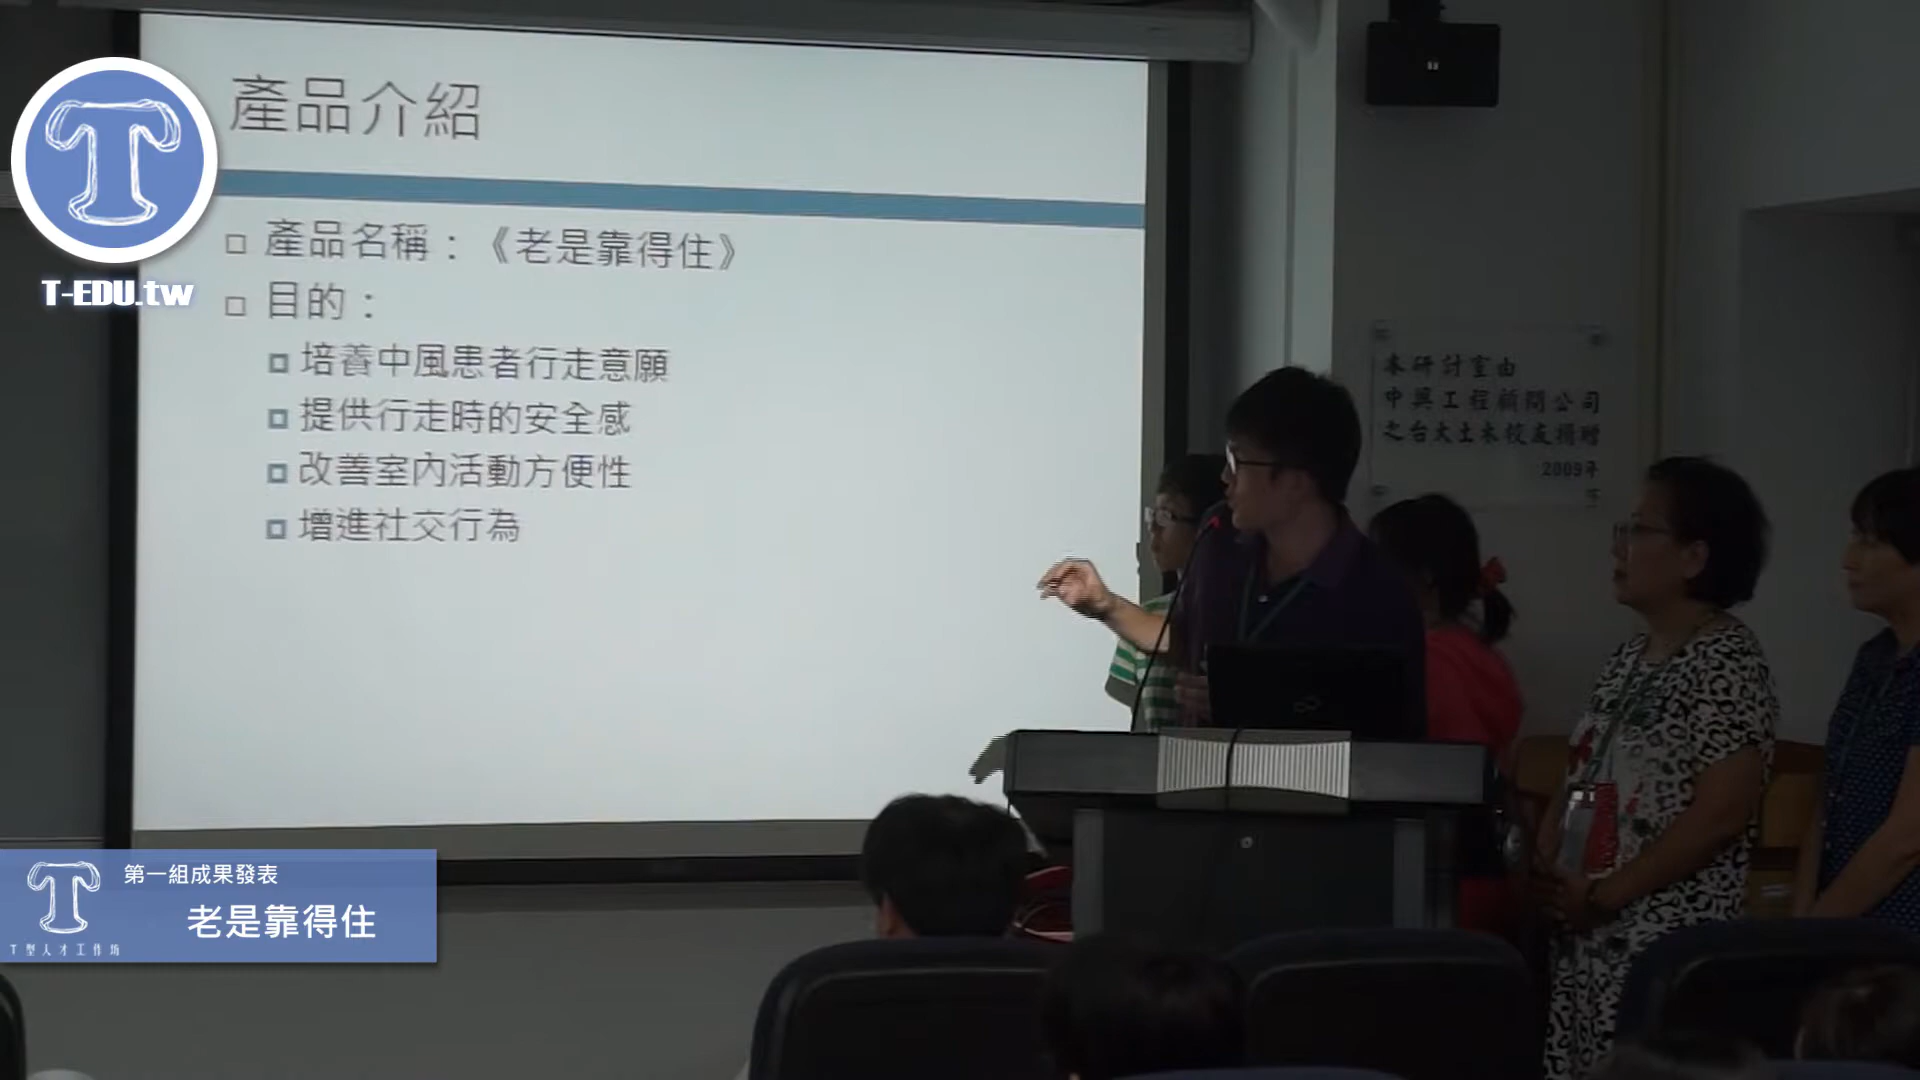 產品介紹
產品名稱：《老是靠得住》
目的：
培養中風患者行走意願
提供行走時的安全感
改善室內活動方便性
增進社交行為
T-EDU.tw
本研討室由
中興工程顧問公司
之台大土木校友捐贈
2009年
第一組成果發表
老是靠得住
T型人才工作坊